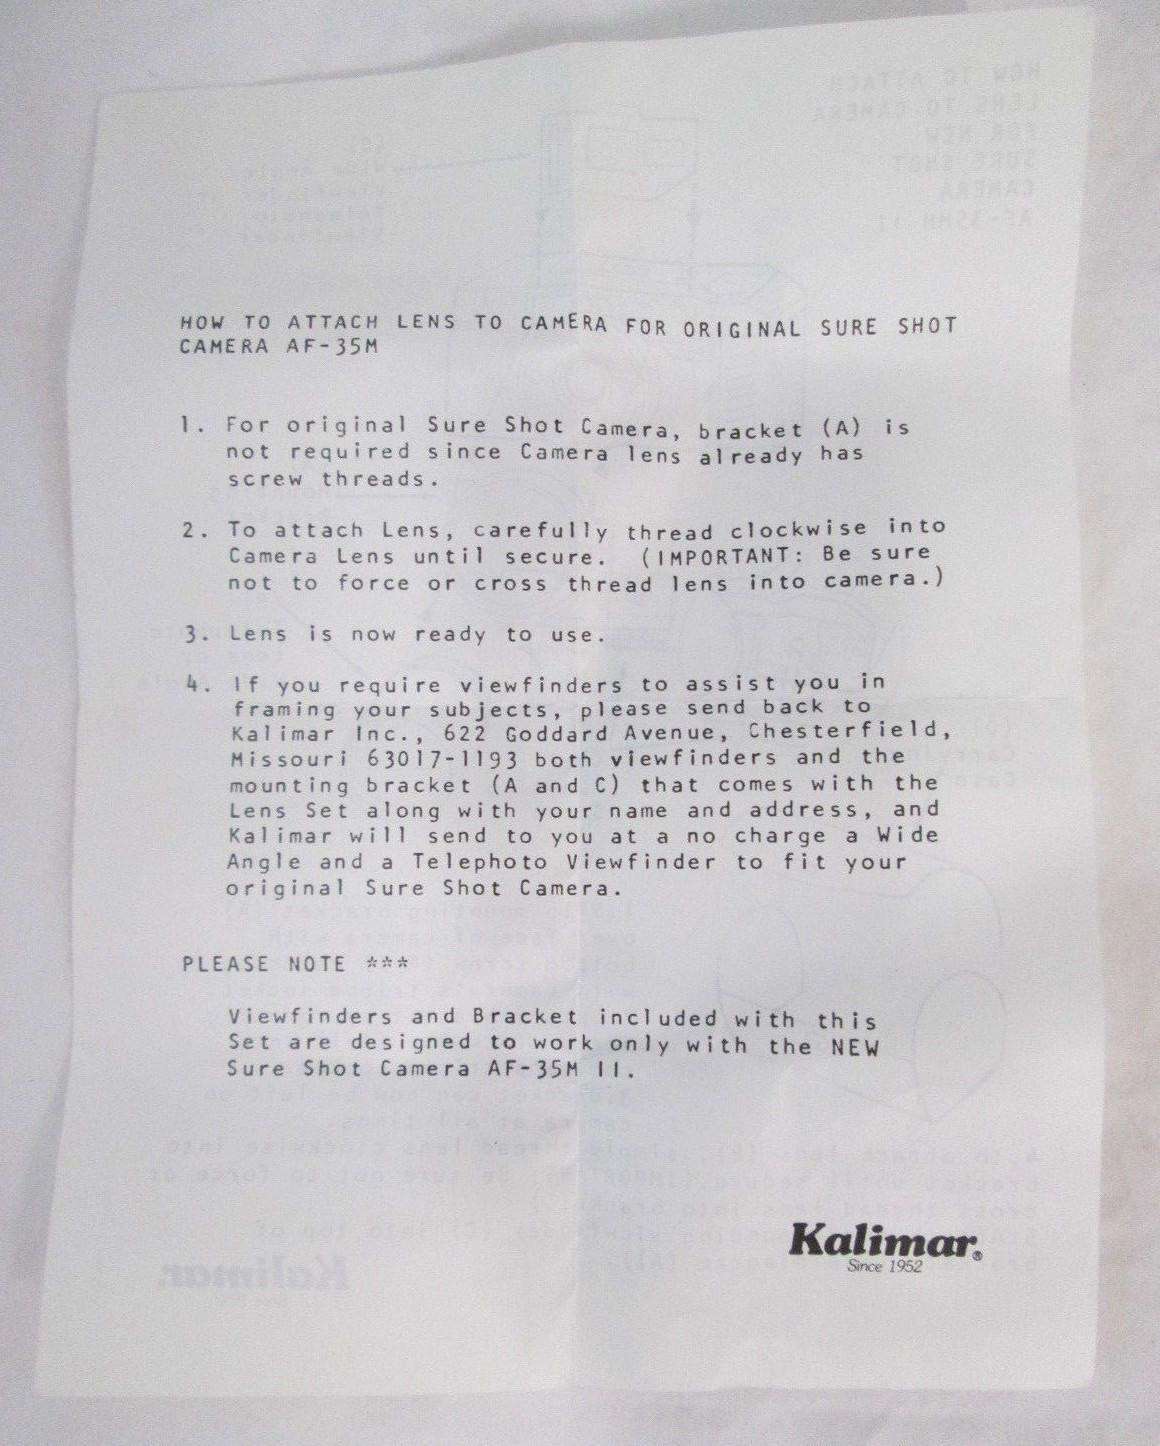 HOW TO ATTACH LENS TO CAMERA FOR ORIGINAL SURE SHOT
CAMERA AF-35M
1. For original Sure Shot Camera, bracket (A) is
not required since Camera lens already has
screw threads.
2. To attach Lens, carefully thread clockwise into
Camera Lens until secure. (IMPORTANT: Be sure
not to force or cross thread lens into camera.)
3. Lens is now ready to use.
4. If you require viewfinders to assist you in
framing your subjects, please send back to
Kalimar Inc., 622 Goddard Avenue, Chesterfield,
Missouri 63017-1193 both viewfinders and the
mounting bracket (A and C) that comes with the
Lens Set along with your name and address, and
Kalimar will send to you at a no charge a Wide
Angle and a Telephoto Viewfinder to fit your
original Sure Shot Camera.
PLEASE NOTE ***
Viewfinders and Bracket included with this
Set are designed to work only with the NEW
Sure Shot Camera AF-35M II.
Kalimar®
Since 1952